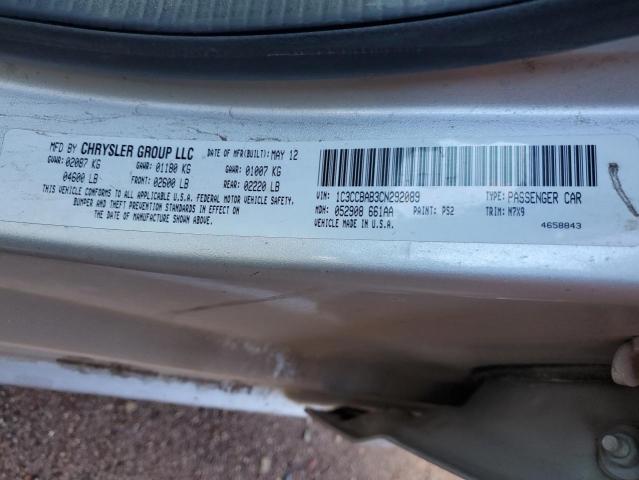 MFD BY CHRYSLER GROUP LLC DATE OF MFR(BUILT): MAY 12
GVWR: 02087 KG GAWR: 01180 KG GAWR: 01007 KG
04600 LB FRONT: 02600 LB REAR: 02220 LB
THIS VEHICLE CONFORMS TO ALL APPLICABLE U.S.A. FEDERAL MOTOR VEHICLE SAFETY,
BUMPER AND THEFT PREVENTION STANDARDS IN EFFECT ON
THE DATE OF MANUFACTURE SHOWN ABOVE.
VIN: 1C3CCBAB3CN292089 TYPE: PASSENGER CAR
MDH: 052908 661AA PAINT: PS2 TRIM: M7X9
VEHICLE MADE IN U.S.A. 4658843